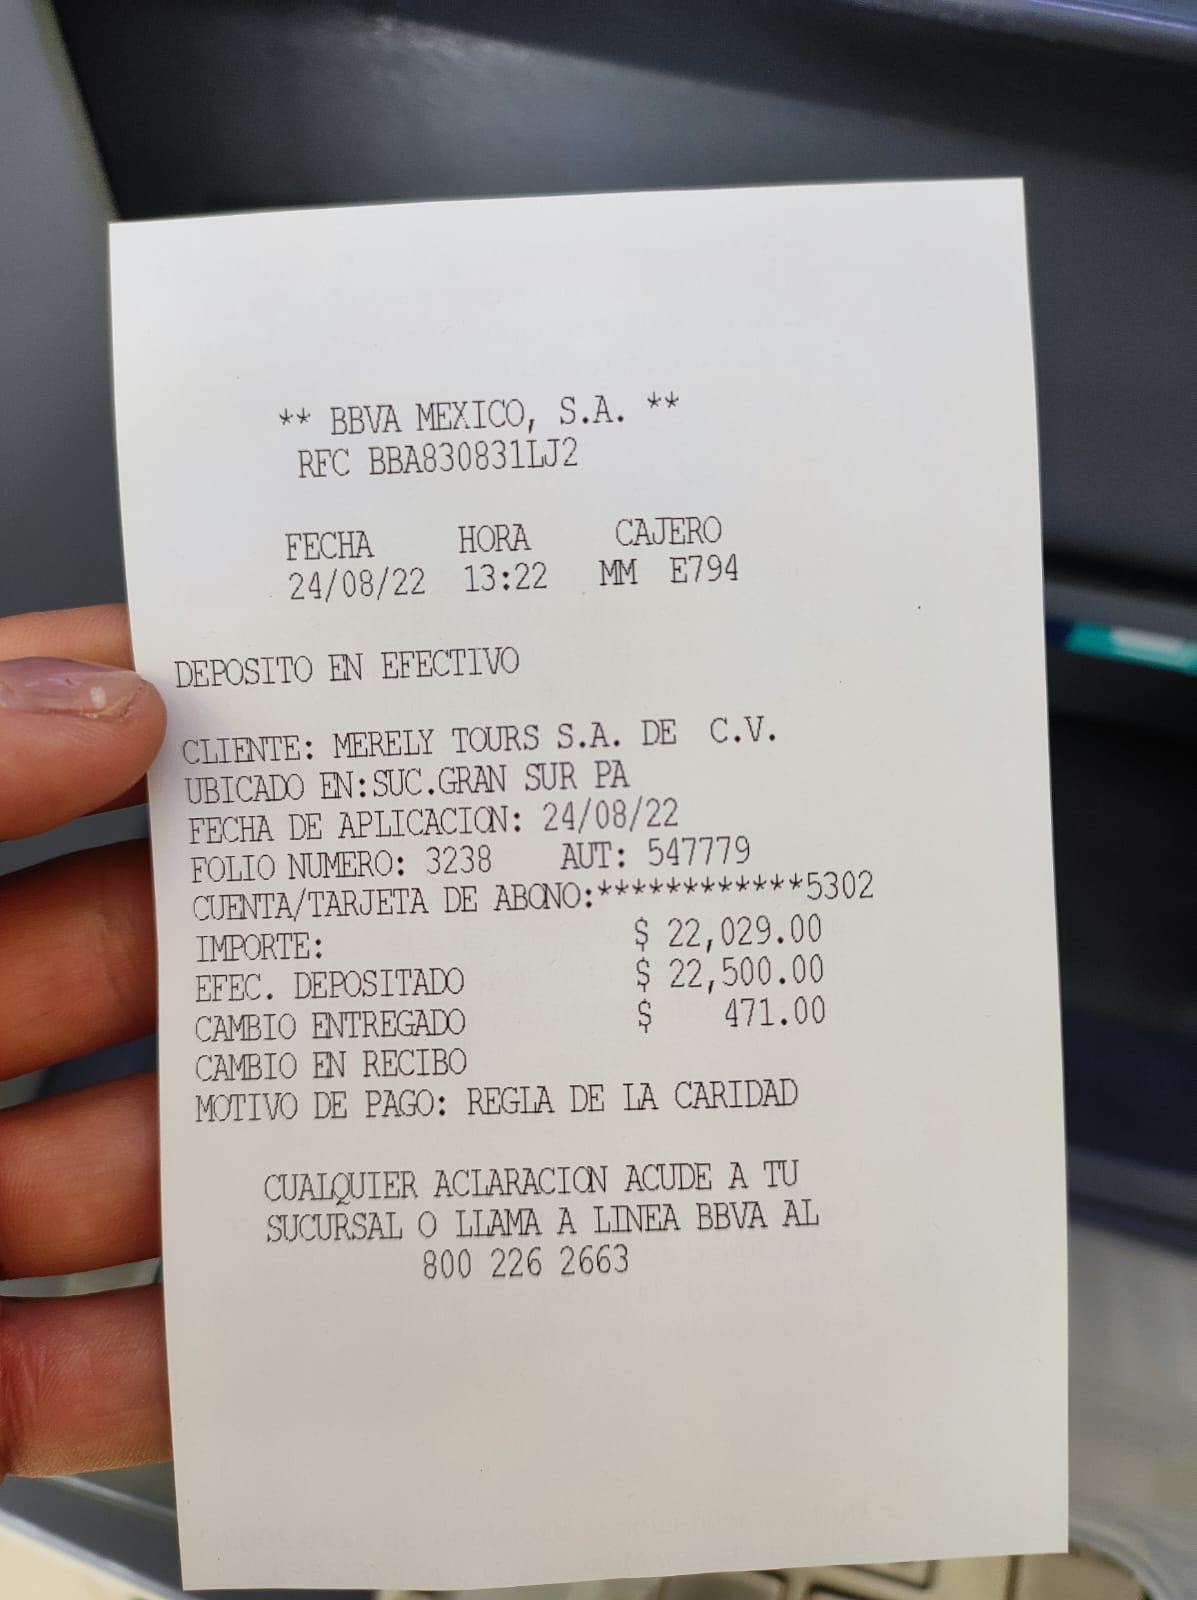 ** BBVA MEXICO, S.A. **
RFC BBA830831LJ2
FECHA HORA CAJERO
24/08/22 13:22 MM E794
DEPOSITO EN EFECTIVO
CLIENTE: MERELY TOURS S.A. DE C.V.
UBICADO EN:SUC.GRAN SUR PA
FECHA DE APLICACION: 24/08/22
FOLIO NUMERO: 3238 AUT: 547779
CUENTA/TARJETA DE ABONO:************5302
IMPORTE: $ 22,029.00
EFEC. DEPOSITADO $ 22,500.00
CAMBIO ENTREGADO $ 471.00
CAMBIO EN RECIBO
MOTIVO DE PAGO: REGLA DE LA CARIDAD
CUALQUIER ACLARACION ACUDE A TU
SUCURSAL O LLAMA A LINEA BBVA AL
800 226 2663